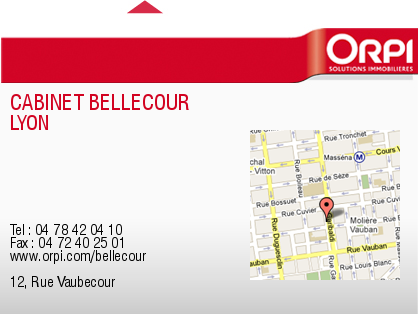 ORPI
SOLUTIONS IMMOBILIÈRES
CABINET BELLECOUR
LYON
Tel : 04 78 42 04 10
Fax : 04 72 40 25 01
www.orpi.com/bellecour
12, Rue Vaubecour
Rue Tronchet
Masséna
M
Cours V
chal
Vitton
Rue Boileau
Rue de Sèze
Rue Bossuet
Rue Cuvier
Rue Duguesclin
Garibaldi
Molière
Vauban
Rue Vauban
Rue Louis Blanc